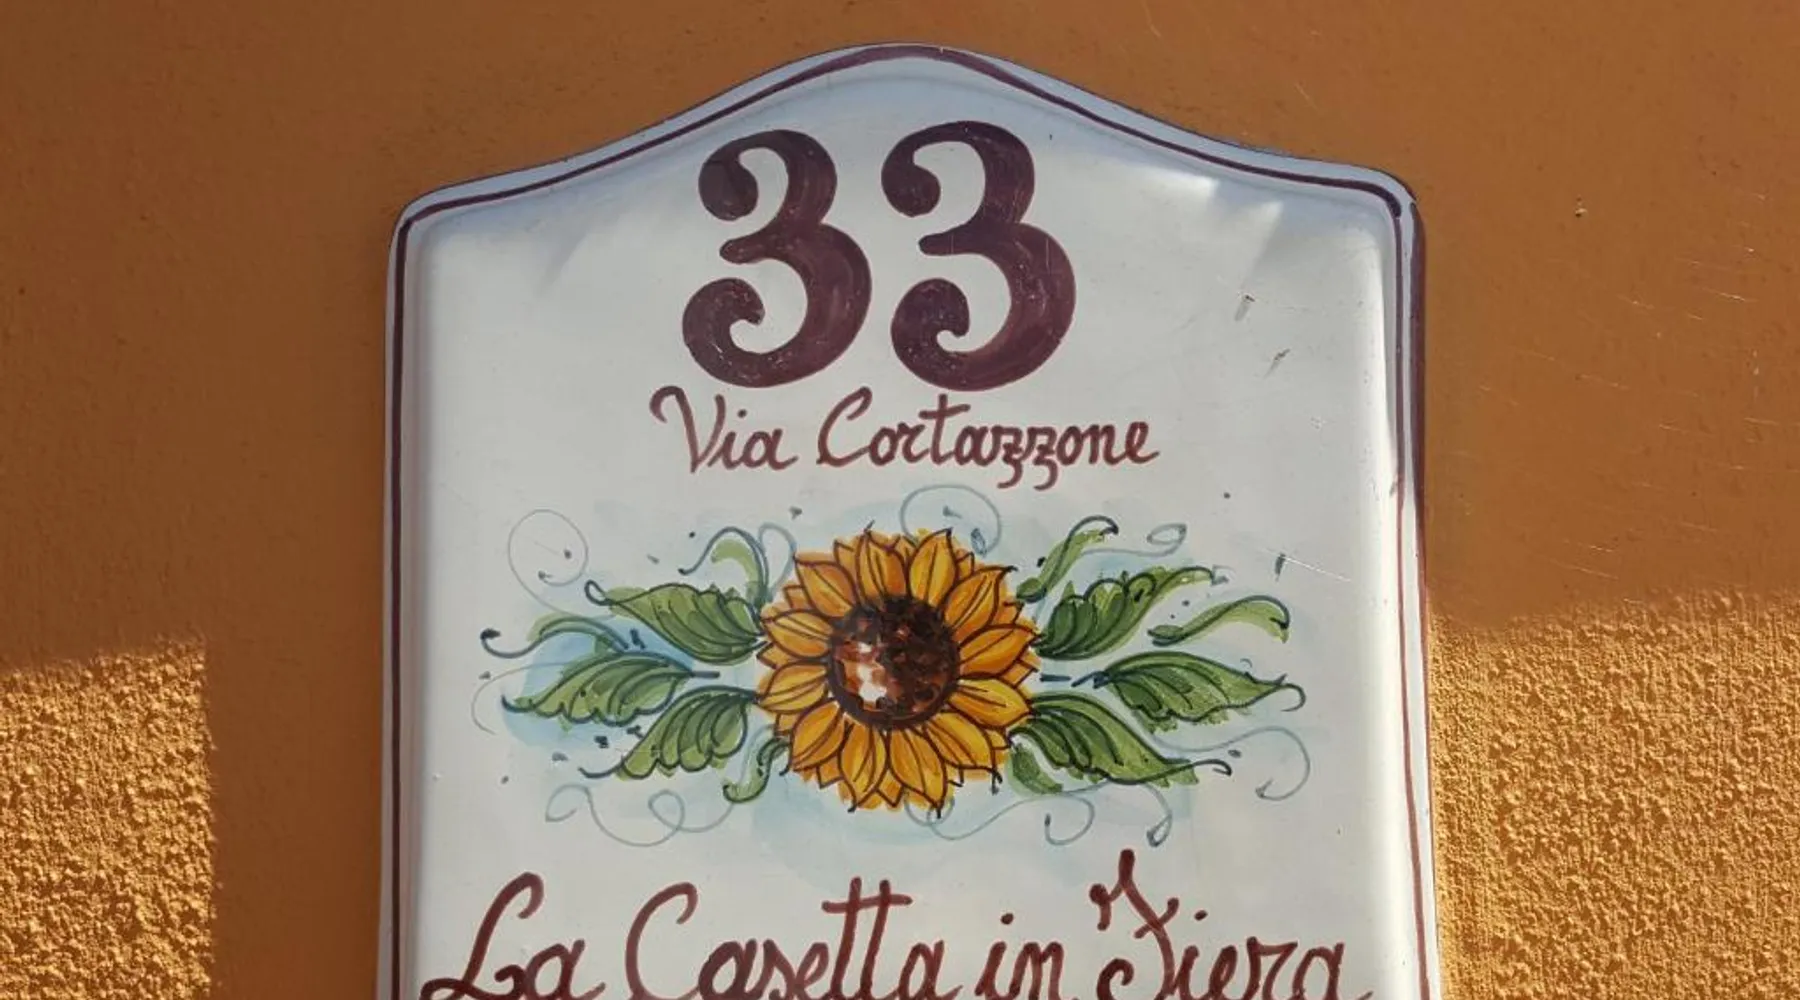 33
Via Cortazzone
La Casetta in Fiera